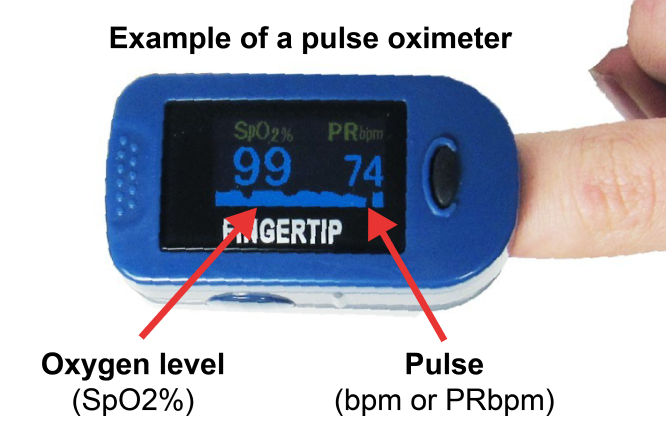 Example of a pulse oximeter
SpO2% PRbpm
99 74
FINGERTIP
Oxygen level Pulse
(SpO2%) (bpm or PRbpm)